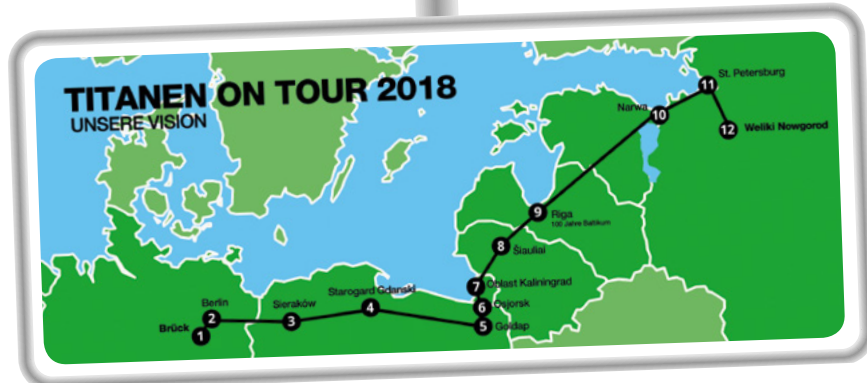 TITANEN ON TOUR 2018
UNSERE VISION
Brück
1
Berlin
2
Sieraków
3
Starogard Gdanski
4
5
Goldap
6
Osjorsk
7
Oblast Kaliningrad
8
Šiauliai
9
Riga
100 Jahre Baltikum
Narwa
10
11
St. Petersburg
12
Weliki Nowgorod